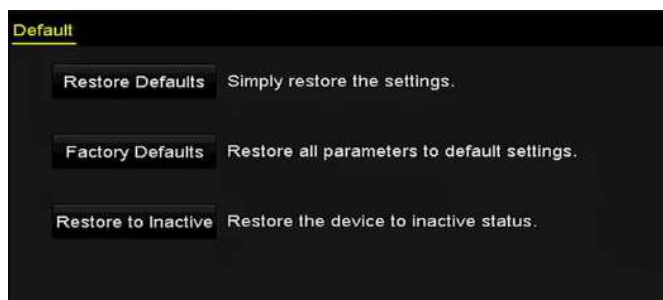 Default
Restore Defaults Simply restore the settings.
Factory Defaults Restore all parameters to default settings.
Restore to Inactive Restore the device to inactive status.